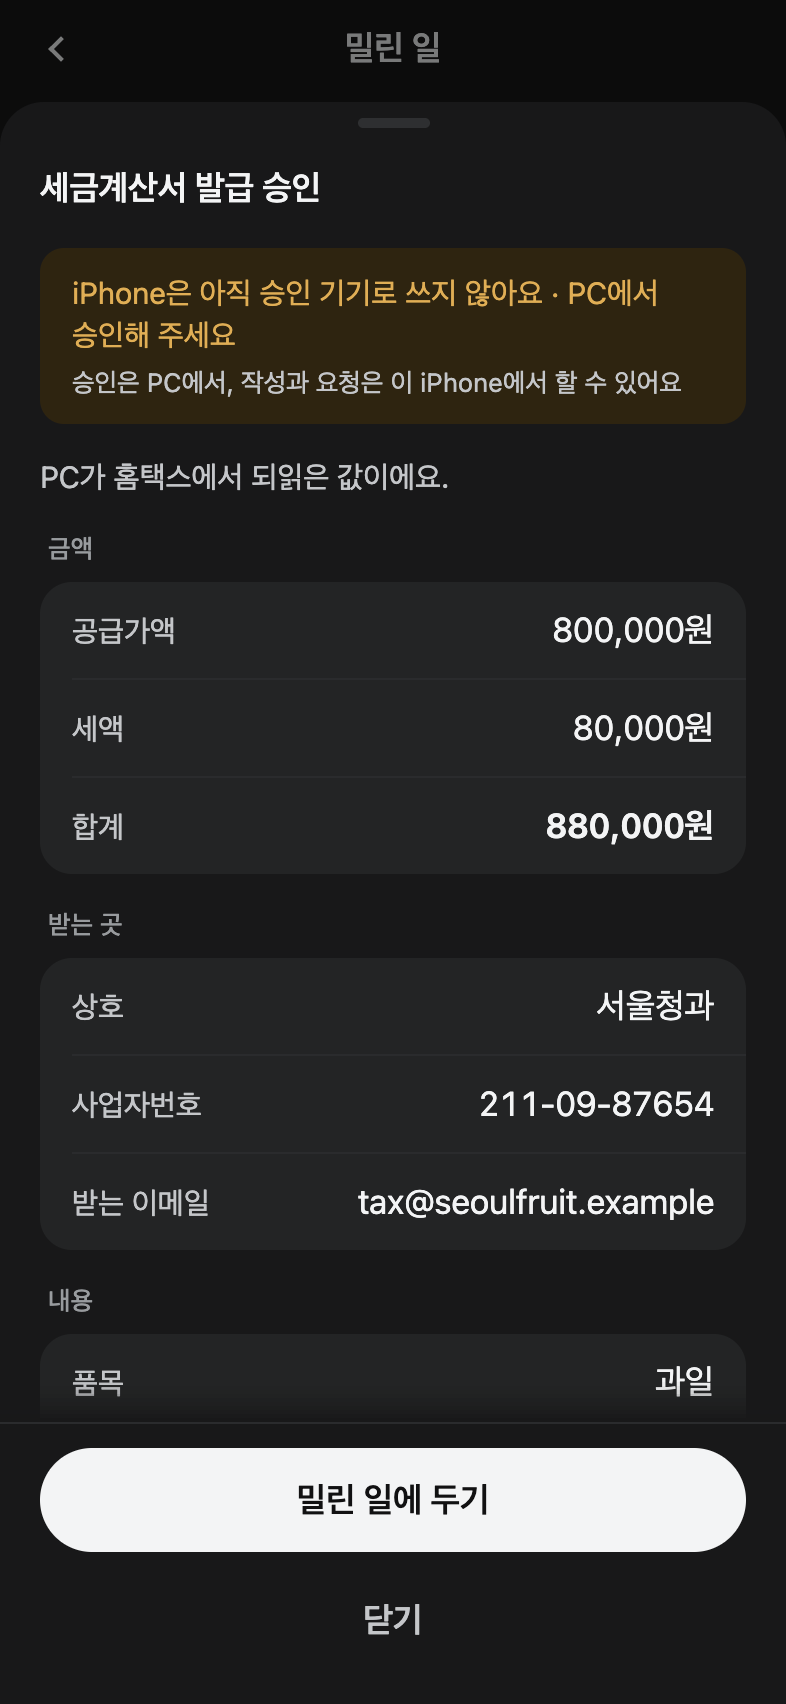 밀린 일
세금계산서 발급 승인
iPhone은 아직 승인 기기로 쓰지 않아요 · PC에서
승인해 주세요
승인은 PC에서, 작성과 요청은 이 iPhone에서 할 수 있어요
PC가 홈택스에서 되읽은 값이에요.
금액
공급가액 800,000원
세액 80,000원
합계 880,000원
받는 곳
상호 서울청과
사업자번호 211-09-87654
받는 이메일 tax@seoulfruit.example
내용
품목 과일
밀린 일에 두기
닫기